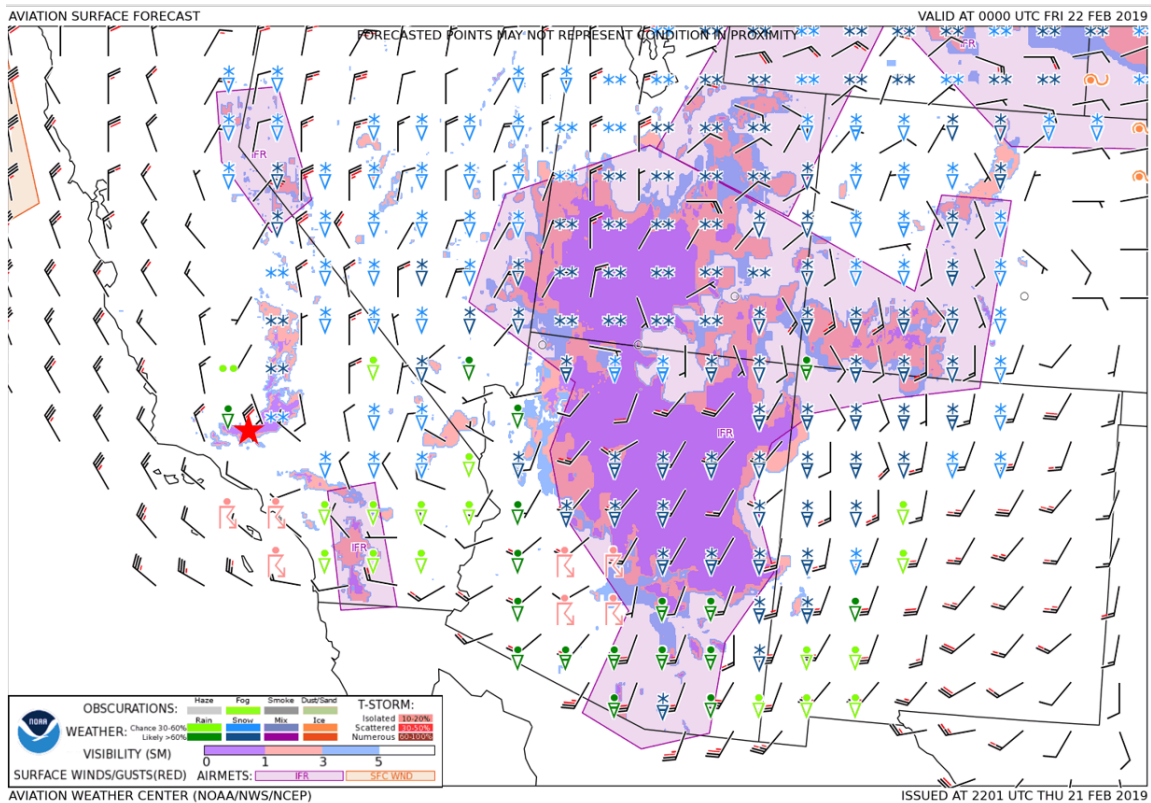 AVIATION SURFACE FORECAST
VALID AT 0000 UTC FRI 22 FEB 2019
FORECASTED POINTS MAY NOT REPRESENT CONDITION IN PROXIMITY
IFR
IFR
IFR
IFR
NOAA
OBSCURATIONS:
Haze Fog Smoke Dust/Sand
WEATHER:
Rain Snow Mix Ice
Chance 30-60%
Likely >60%
T-STORM:
Isolated 10-20%
Scattered 20-50%
Numerous 60-100%
VISIBILITY (SM)
0 1 3 5
SURFACE WINDS/GUSTS(RED) AIRMETS: IFR SFC WND
AVIATION WEATHER CENTER (NOAA/NWS/NCEP)
ISSUED AT 2201 UTC THU 21 FEB 2019